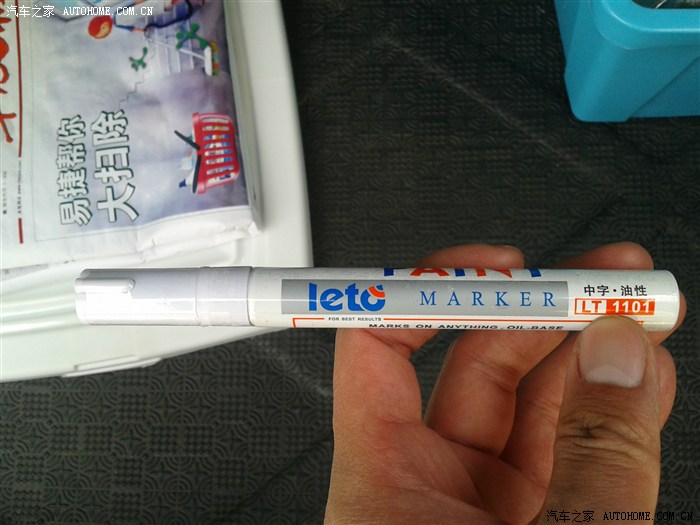 汽车之家 AUTOHOME.COM.CN
易捷帮你
大扫除
PAINT
leto
MARKER
中字·油性
LT 1101
FOR BEST RESULTS
MARKS ON ANYTHING. OIL-BASE
汽车之家 AUTOHOME.COM.CN